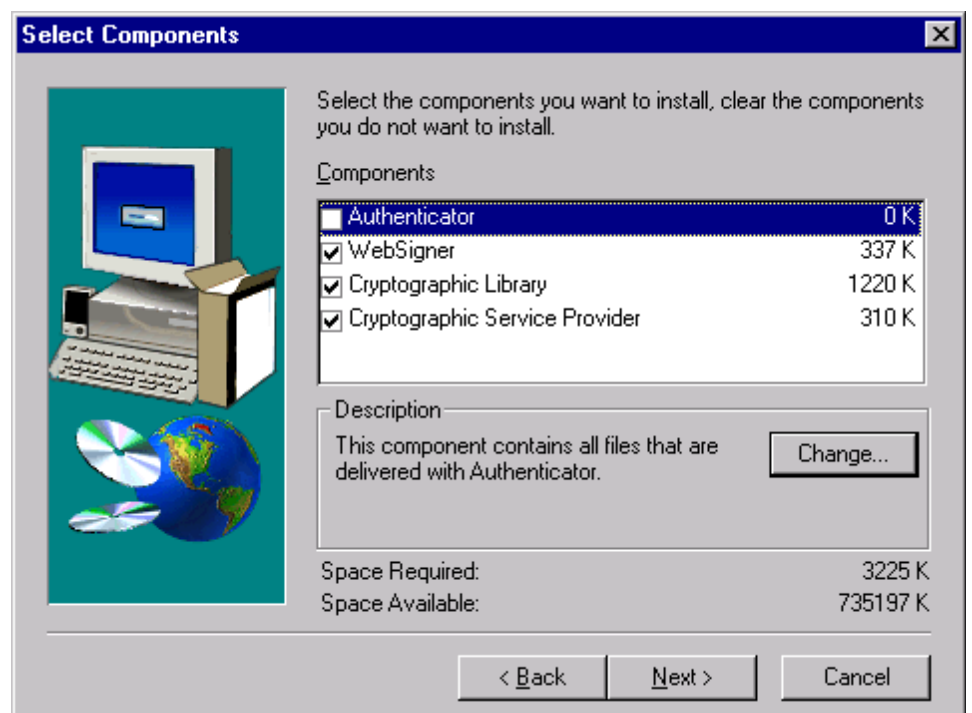 Select Components
Select the components you want to install, clear the components
you do not want to install.
Components
Authenticator 0 K
WebSigner 337 K
Cryptographic Library 1220 K
Cryptographic Service Provider 310 K
Description
This component contains all files that are
delivered with Authenticator.
Change...
Space Required: 3225 K
Space Available: 735197 K
< Back Next > Cancel